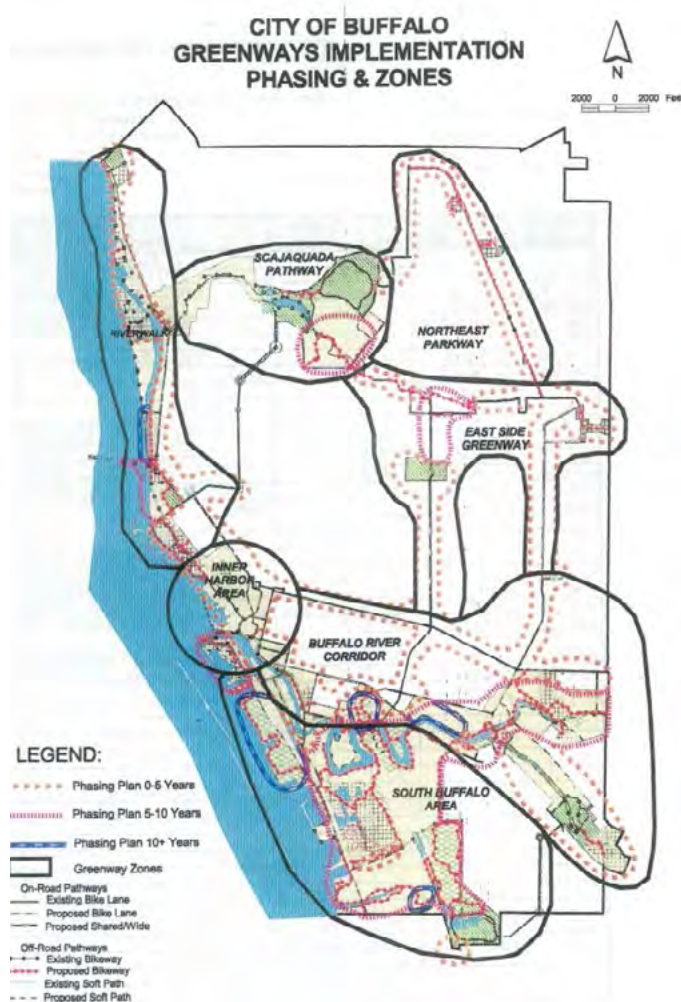 CITY OF BUFFALO
GREENWAYS IMPLEMENTATION
PHASING & ZONES
N
2000 0 2000 Feet
SCAJAQUADA
PATHWAY
RIVERWALK
NORTHEAST
PARKWAY
EAST SIDE
GREENWAY
INNER
HARBOR
AREA
BUFFALO RIVER
CORRIDOR
SOUTH BUFFALO
AREA
LEGEND:
Phasing Plan 0-5 Years
Phasing Plan 5-10 Years
Phasing Plan 10+ Years
Greenway Zones
On-Road Pathways
Existing Bike Lane
Proposed Bike Lane
Proposed Shared/Wide
Off-Road Pathways
Existing Bikeway
Proposed Bikeway
Existing Soft Path
Proposed Soft Path